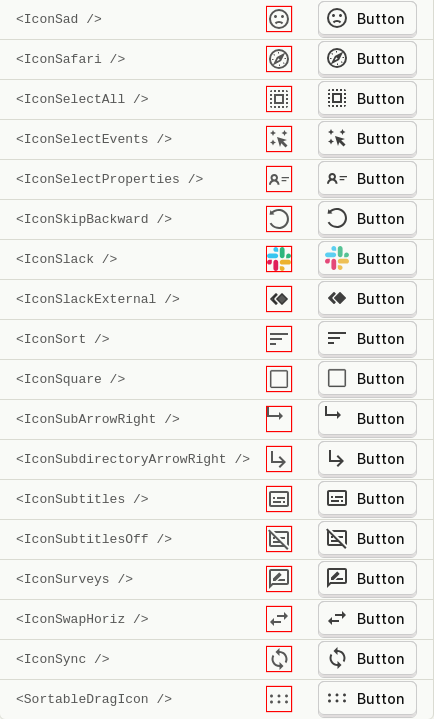 <IconSad /> Button
<IconSafari /> Button
<IconSelectAll /> Button
<IconSelectEvents /> Button
<IconSelectProperties /> Button
<IconSkipBackward /> Button
<IconSlack /> Button
<IconSlackExternal /> Button
<IconSort /> Button
<IconSquare /> Button
<IconSubArrowRight /> Button
<IconSubdirectoryArrowRight /> Button
<IconSubtitles /> Button
<IconSubtitlesOff /> Button
<IconSurveys /> Button
<IconSwapHoriz /> Button
<IconSync /> Button
<SortableDragIcon /> Button